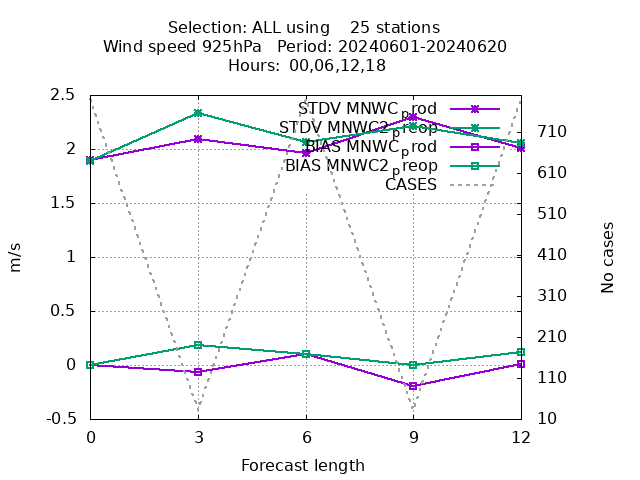 Selection: ALL using    25 stations
Wind speed 925hPa   Period: 20240601-20240620
Hours: 00,06,12,18
STDV MNWC_prod
STDV MNWC2_preop
BIAS MNWC_prod
BIAS MNWC2_preop
CASES
m/s
2.5
2
1.5
1
0.5
0
-0.5
No cases
710
610
510
410
310
210
110
10
0 3 6 9 12
Forecast length